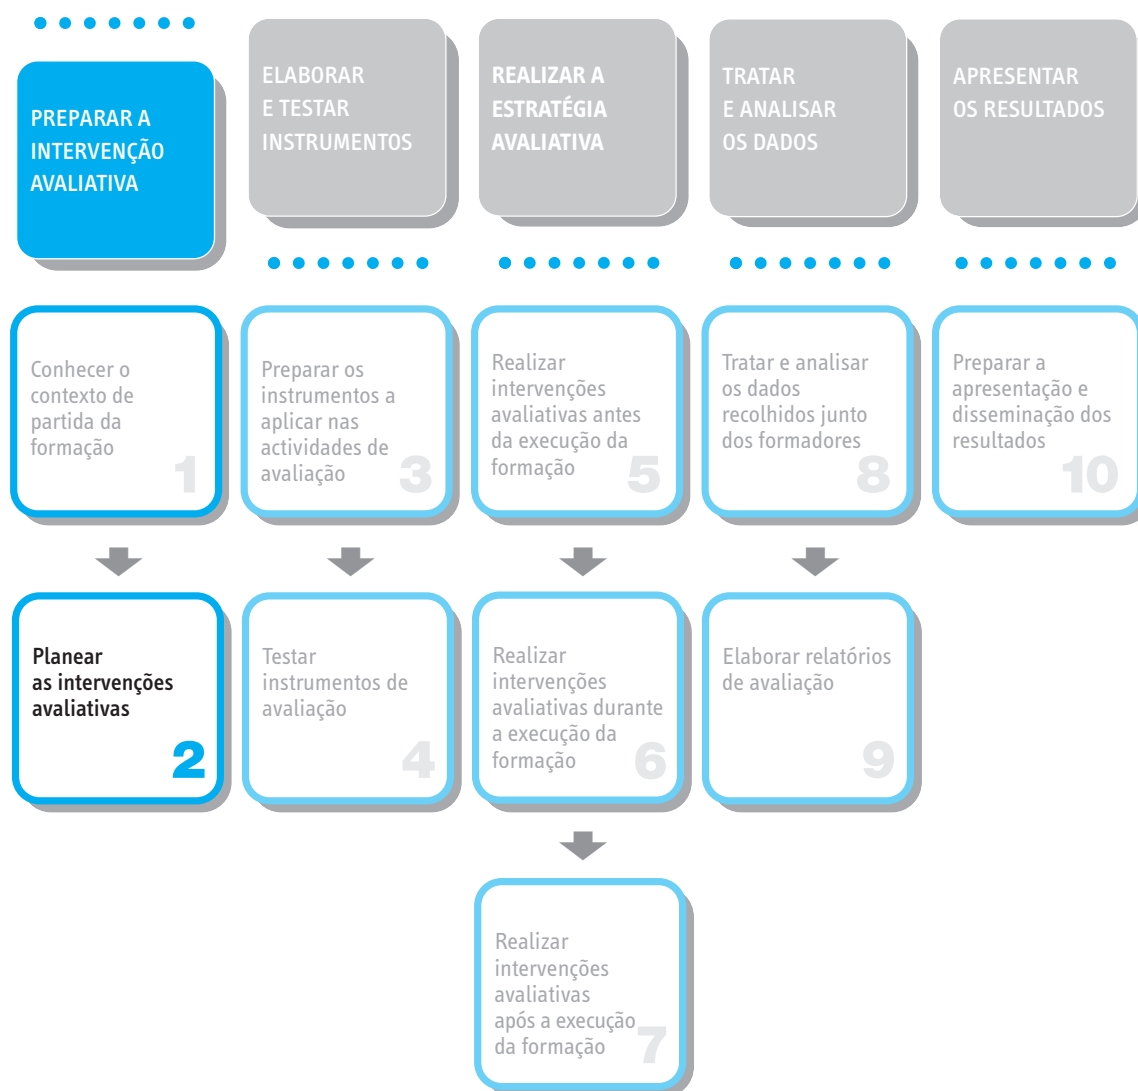 PREPARAR A
INTERVENÇÃO
AVALIATIVA
ELABORAR
E TESTAR
INSTRUMENTOS
REALIZAR A
ESTRATÉGIA
AVALIATIVA
TRATAR
E ANALISAR
OS DADOS
APRESENTAR
OS RESULTADOS
Conhecer o
contexto de
partida da
formação
1
Preparar os
instrumentos a
aplicar nas
actividades de
avaliação
3
Realizar
intervenções
avaliativas antes
da execução da
formação
5
Tratar e analisar
os dados
recolhidos junto
dos formadores
8
Preparar a
apresentação e
disseminação dos
resultados
10
Planear
as intervenções
avaliativas
2
Testar
instrumentos de
avaliação
4
Realizar
intervenções
avaliativas durante
a execução da
formação
6
Elaborar relatórios
de avaliação
9
Realizar
intervenções
avaliativas
após a execução
da formação
7